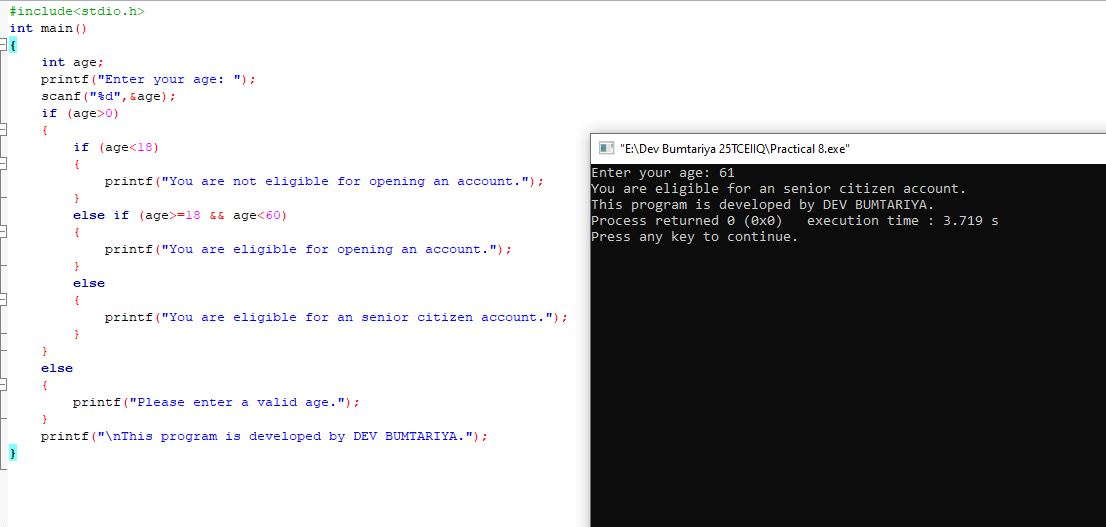 #include<stdio.h>
int main()
{
    int age;
    printf("Enter your age: ");
    scanf("%d",&age);
    if (age>0)
    {
        if (age<18)
        {
            printf("You are not eligible for opening an account.");
        }
        else if (age>=18 && age<60)
        {
            printf("You are eligible for opening an account.");
        }
        else
        {
            printf("You are eligible for an senior citizen account.");
        }
    }
    else
    {
        printf("Please enter a valid age.");
    }
    printf("\nThis program is developed by DEV BUMTARIYA.");
}
"E:\Dev Bumtariya 25TCEIIQ\Practical 8.exe"
Enter your age: 61
You are eligible for an senior citizen account.
This program is developed by DEV BUMTARIYA.
Process returned 0 (0x0)   execution time : 3.719 s
Press any key to continue.